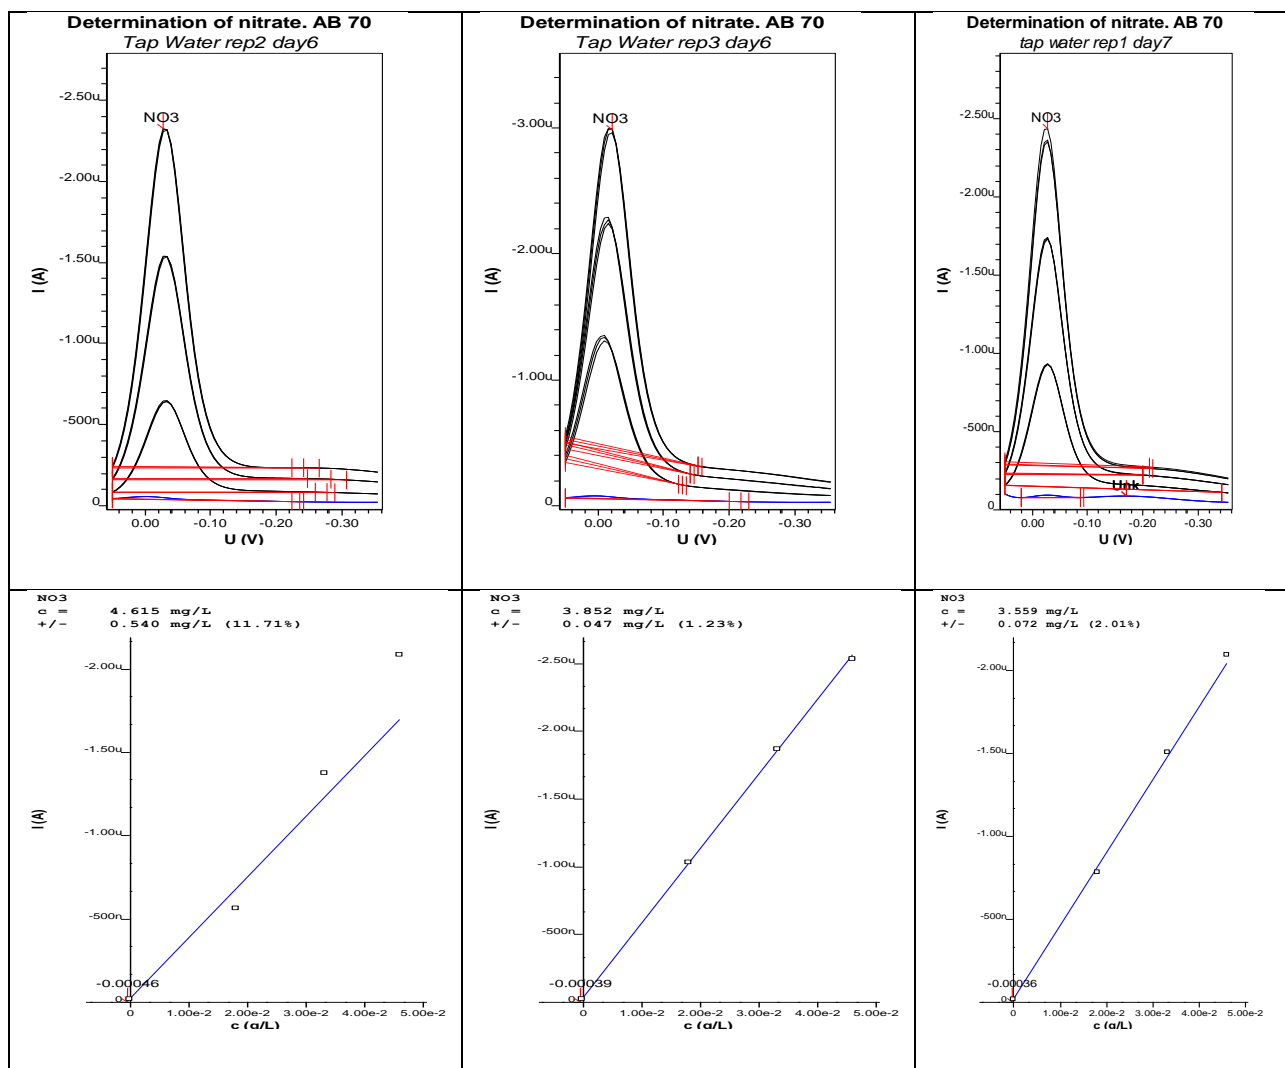 Determination of nitrate. AB 70
Tap Water rep2 day6
-2.50u
NO3
-2.00u
-1.50u
-1.00u
-500n
0
I (A)
0.00
-0.10
-0.20
-0.30
U (V)
Determination of nitrate. AB 70
Tap Water rep3 day6
NO3
-3.00u
-2.00u
-1.00u
0
I (A)
0.00
-0.10
-0.20
-0.30
U (V)
Determination of nitrate. AB 70
tap water rep1 day7
NO3
-2.50u
-2.00u
-1.50u
-1.00u
-500n
Unk
0
I (A)
0.00
-0.10
-0.20
-0.30
U (V)
NO3
c = 4.615 mg/L
+/- 0.540 mg/L (11.71%)
-2.00u
-1.50u
-1.00u
-500n
-0.00046
0
I (A)
0 1.00e-2 2.00e-2 3.00e-2 4.00e-2 5.00e-2
c (g/L)
NO3
c = 3.852 mg/L
+/- 0.047 mg/L (1.23%)
-2.50u
-2.00u
-1.50u
-1.00u
-500n
-0.00039
0
I (A)
0 1.00e-2 2.00e-2 3.00e-2 4.00e-2 5.00e-2
c (g/L)
NO3
c = 3.559 mg/L
+/- 0.072 mg/L (2.01%)
-2.00u
-1.50u
-1.00u
-500n
-0.00036
0
I (A)
0 1.00e-2 2.00e-2 3.00e-2 4.00e-2 5.00e-2
c (g/L)